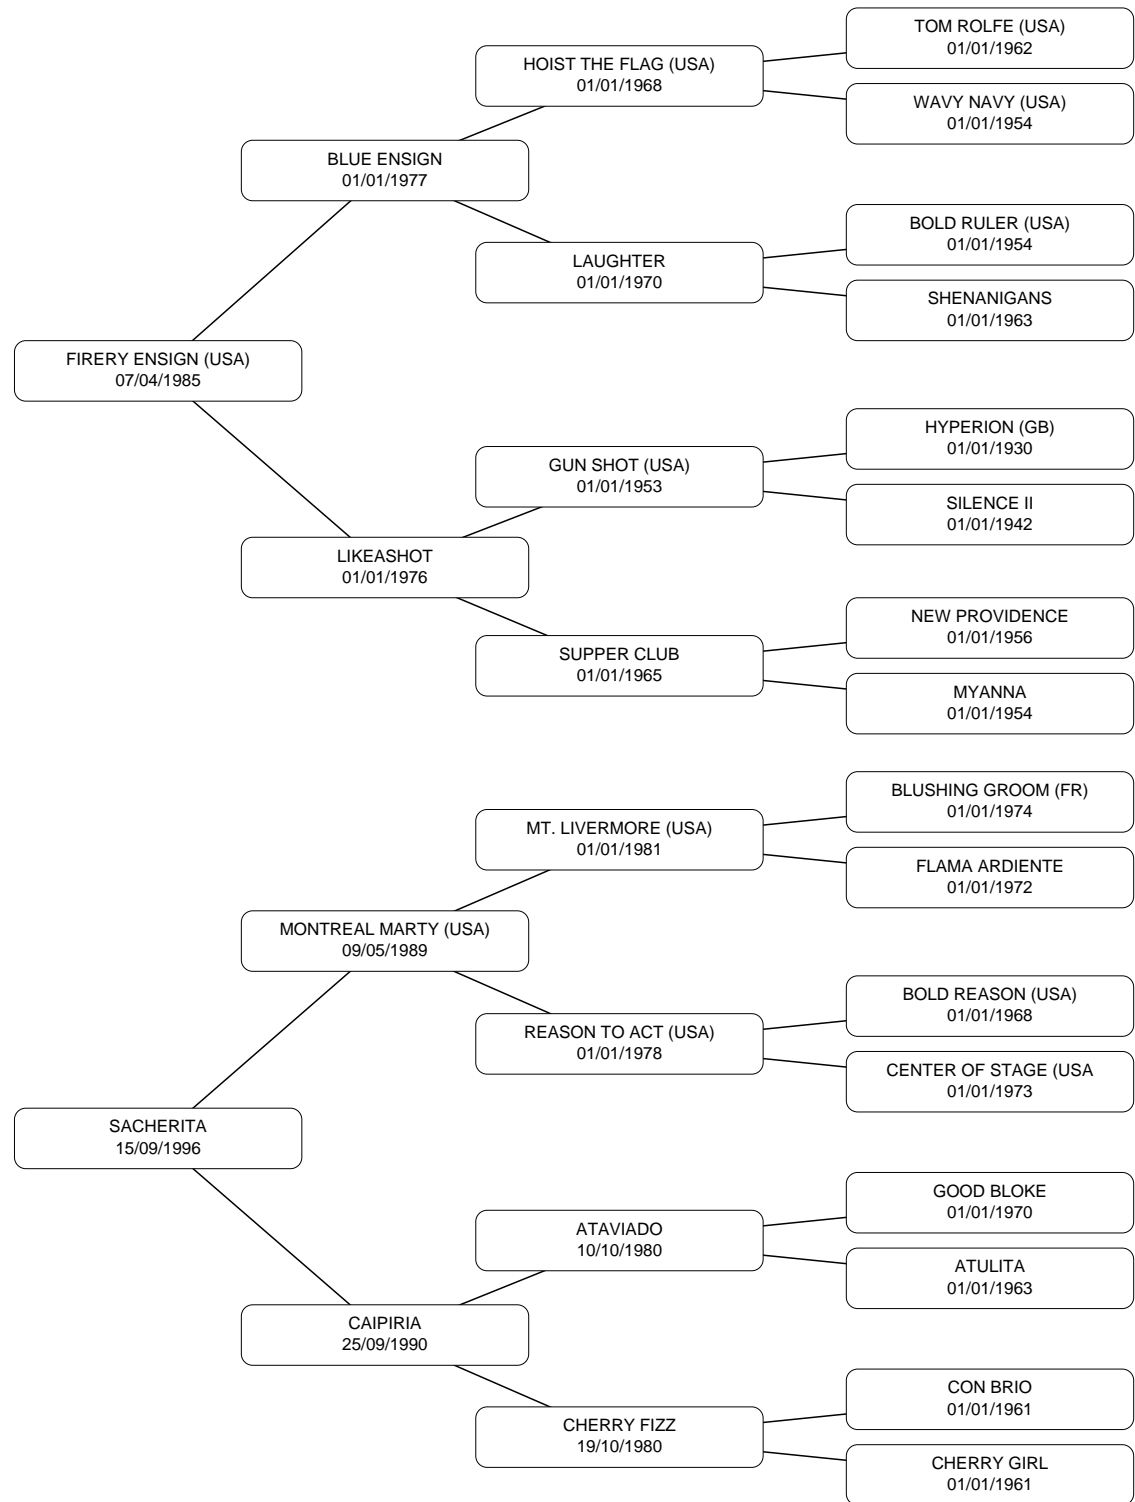 TOM ROLFE (USA)
01/01/1962
HOIST THE FLAG (USA)
01/01/1968
WAVY NAVY (USA)
01/01/1954
BLUE ENSIGN
01/01/1977
BOLD RULER (USA)
01/01/1954
LAUGHTER
01/01/1970
SHENANIGANS
01/01/1963
FIRERY ENSIGN (USA)
07/04/1985
HYPERION (GB)
01/01/1930
GUN SHOT (USA)
01/01/1953
SILENCE II
01/01/1942
LIKEASHOT
01/01/1976
NEW PROVIDENCE
01/01/1956
SUPPER CLUB
01/01/1965
MYANNA
01/01/1954
BLUSHING GROOM (FR)
01/01/1974
MT. LIVERMORE (USA)
01/01/1981
FLAMA ARDIENTE
01/01/1972
MONTREAL MARTY (USA)
09/05/1989
BOLD REASON (USA)
01/01/1968
REASON TO ACT (USA)
01/01/1978
CENTER OF STAGE (USA
01/01/1973
SACHERITA
15/09/1996
GOOD BLOKE
01/01/1970
ATAVIADO
10/10/1980
ATULITA
01/01/1963
CAIPIRIA
25/09/1990
CON BRIO
01/01/1961
CHERRY FIZZ
19/10/1980
CHERRY GIRL
01/01/1961